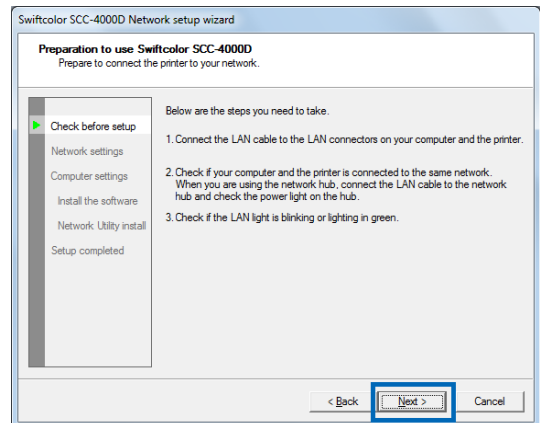 Swiftcolor SCC-4000D Network setup wizard
Preparation to use Swiftcolor SCC-4000D
Prepare to connect the printer to your network.
Check before setup
Network settings
Computer settings
Install the software
Network Utility install
Setup completed
Below are the steps you need to take.
1. Connect the LAN cable to the LAN connectors on your computer and the printer.
2. Check if your computer and the printer is connected to the same network.
When you are using the network hub, connect the LAN cable to the network
hub and check the power light on the hub.
3. Check if the LAN light is blinking or lighting in green.
< Back
Next >
Cancel